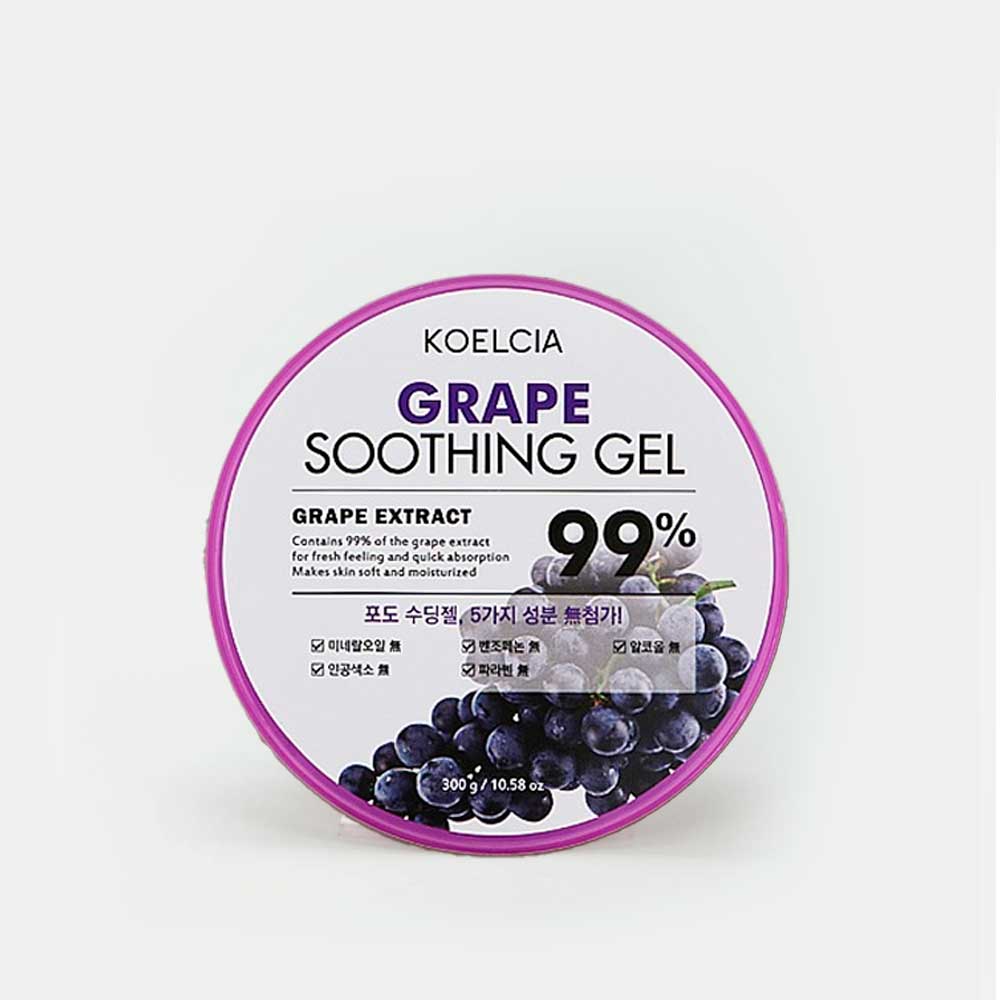 KOELCIA
GRAPE
SOOTHING GEL
GRAPE EXTRACT
Contains 99% of the grape extract
for fresh feeling and quick absorption
Makes skin soft and moisturized
99%
포도 수딩젤, 5가지 성분 無첨가!
미네랄오일 無
벤조페논 無
알코올 無
인공색소 無
파라벤 無
300 g / 10.58 oz